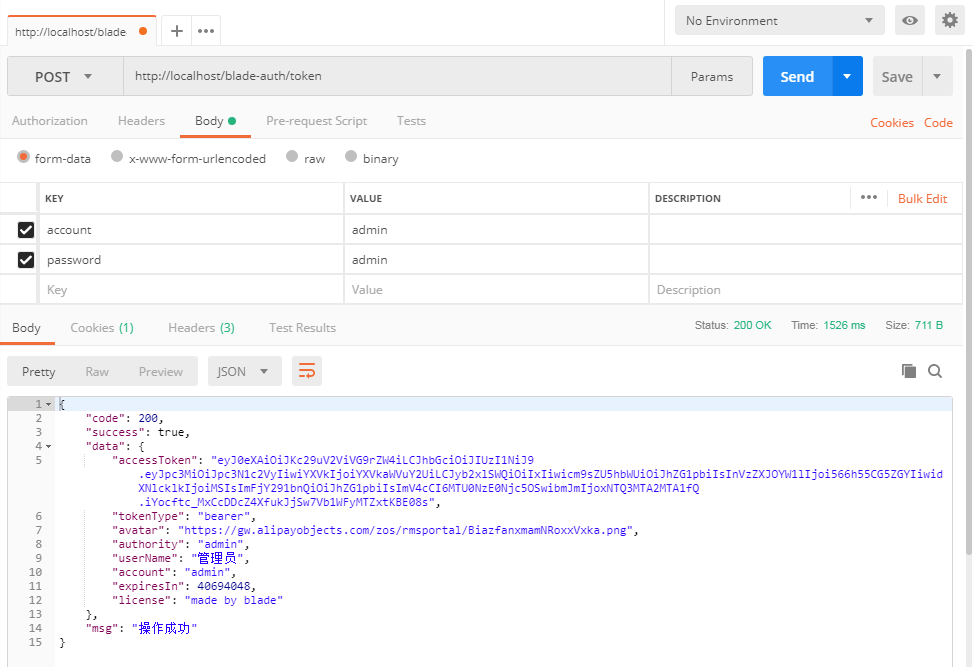 http://localhost/blade
No Environment
POST http://localhost/blade-auth/token Params Send Save
Authorization Headers Body Pre-request Script Tests Cookies Code
form-data x-www-form-urlencoded raw binary
KEY VALUE DESCRIPTION Bulk Edit
account admin
password admin
Key Value Description
Body Cookies (1) Headers (3) Test Results Status: 200 OK Time: 1526 ms Size: 711 B
Pretty Raw Preview JSON
1 {
2 "code": 200,
3 "success": true,
4 "data": {
5 "accessToken": "eyJ0eXAiOiJKc29uV2ViVG9rZW4iLCJhbGciOiJIUzI1NiJ9
.eyJpc3MiOiJpc3N1c2VyIiwiYXVkIjoiYXVkaWVuY2UiLCJyb2xlSWQiOiIxIiwicm9sZU5hbWUiOiJhZG1pbiIsInVzZXJOYW1lIjoi566h55CG5ZGYIiwid
XNlcklkIjoiMSIsImFjY291bnQiOiJhZG1pbiIsImV4cCI6MTU0NzE0Njc5OSwibmJmIjoxNTQ3MTA2MTA1fQ
.iYocftc_MxCcDDcZ4XfukJjSw7Vb1WFyMTZxtKBE08s",
6 "tokenType": "bearer",
7 "avatar": "https://gw.alipayobjects.com/zos/rmsportal/BiazfanxmamNRoxxVxka.png",
8 "authority": "admin",
9 "userName": "管理员",
10 "account": "admin",
11 "expiresIn": 40694048,
12 "license": "made by blade"
13 },
14 "msg": "操作成功"
15 }